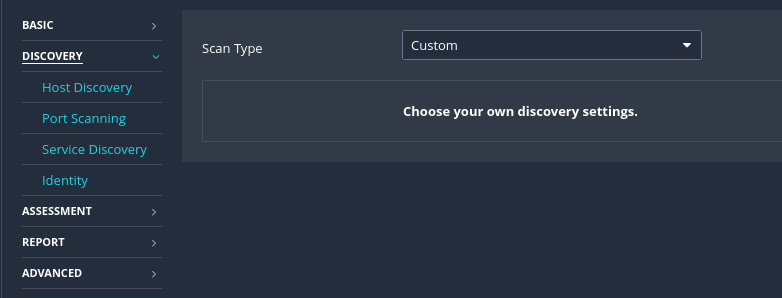 BASIC
DISCOVERY
Host Discovery
Port Scanning
Service Discovery
Identity
ASSESSMENT
REPORT
ADVANCED
Scan Type
Custom
Choose your own discovery settings.